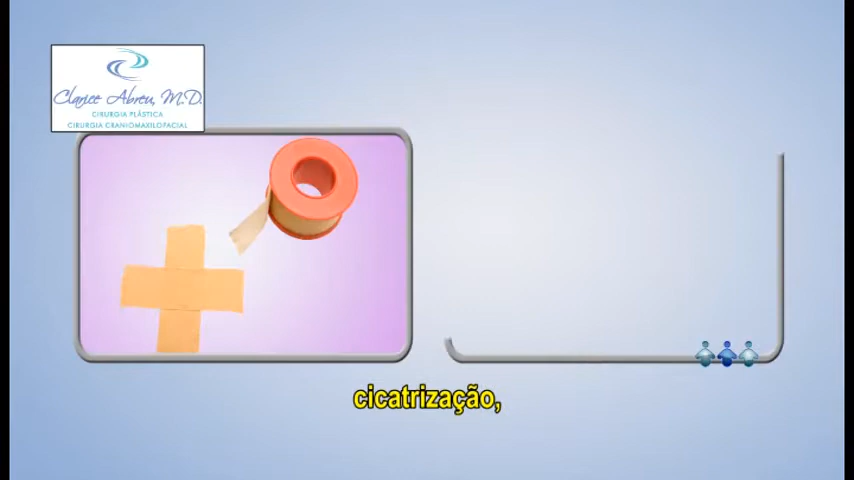 Clarice Abreu, M.D.
CIRURGIA PLÁSTICA
CIRURGIA CRANIOMAXILOFACIAL
cicatrização,